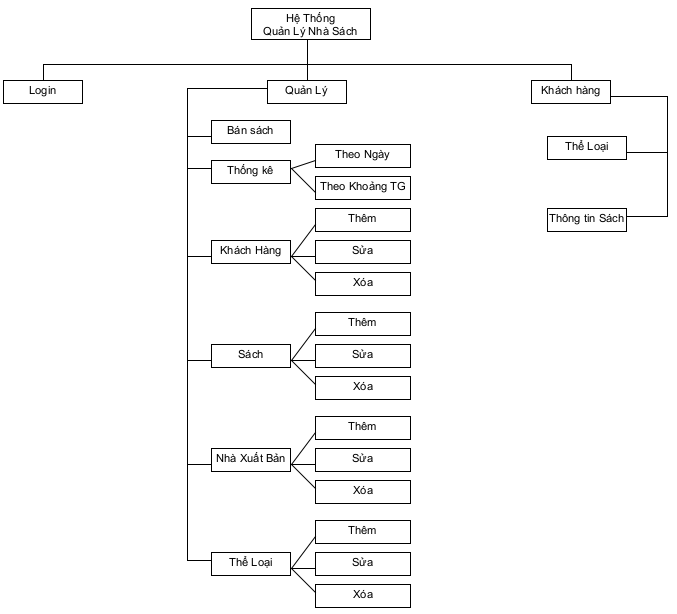 Hệ Thống
Quản Lý Nhà Sách
Login
Quản Lý
Khách hàng
Bán sách
Thống kê
Theo Ngày
Theo Khoảng TG
Khách Hàng
Thêm
Sửa
Xóa
Sách
Thêm
Sửa
Xóa
Nhà Xuất Bản
Thêm
Sửa
Xóa
Thể Loại
Thêm
Sửa
Xóa
Thể Loại
Thông tin Sách